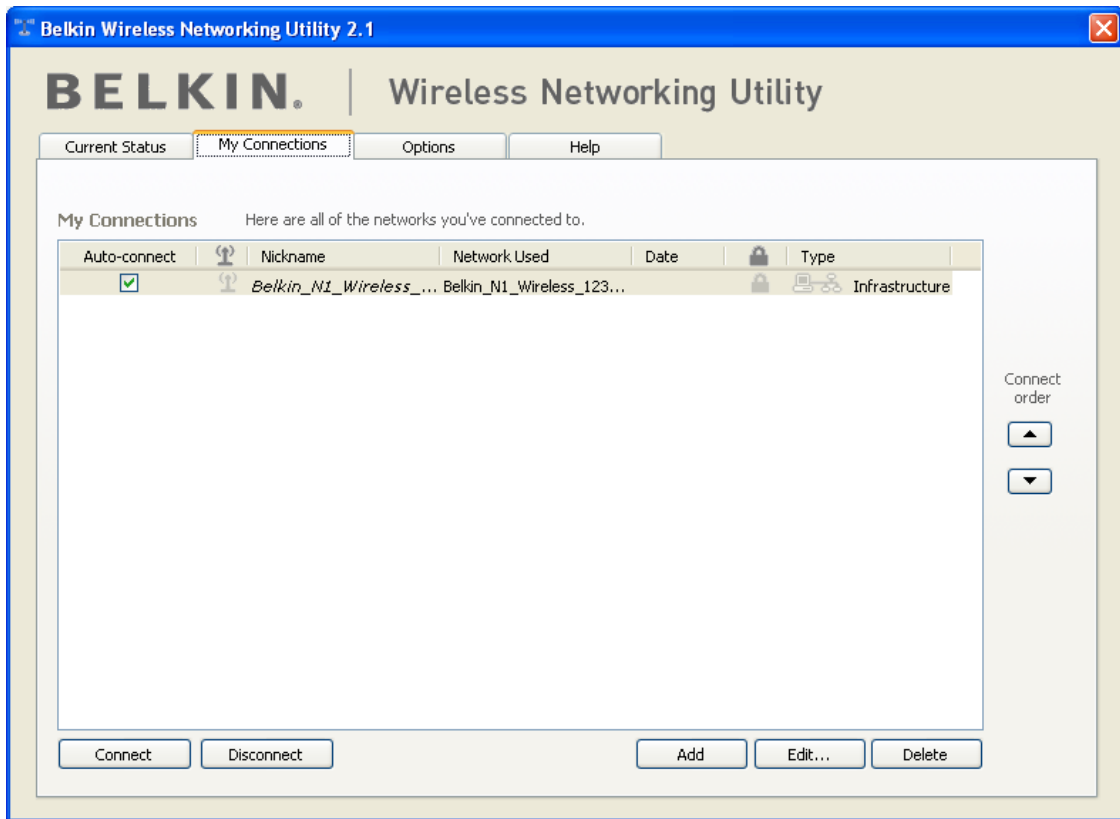 Belkin Wireless Networking Utility 2.1
BELKIN® | Wireless Networking Utility
Current Status My Connections Options Help
My Connections Here are all of the networks you've connected to.
Auto-connect Nickname Network Used Date Type
Belkin_N1_Wireless_... Belkin_N1_Wireless_123... Infrastructure
Connect
order
Connect Disconnect Add Edit... Delete